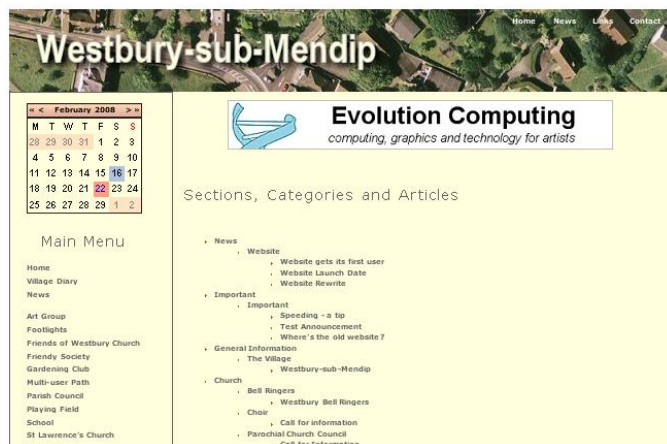 Home News Links Contact
Westbury-sub-Mendip
« < February 2008 > »
M T W T F S S
28 29 30 31 1 2 3
4 5 6 7 8 9 10
11 12 13 14 15 16 17
18 19 20 21 22 23 24
25 26 27 28 29 1 2
Main Menu
Home
Village Diary
News
Art Group
Footlights
Friends of Westbury Church
Friendy Society
Gardening Club
Multi-user Path
Parish Council
Playing Field
School
St Lawrence's Church
Evolution Computing
computing, graphics and technology for artists
Sections, Categories and Articles
News
Website
Website gets its first user
Website Launch Date
Website Rewrite
Important
Important
Speeding - a tip
Test Announcement
Where's the old website?
General Information
The Village
Westbury-sub-Mendip
Church
Bell Ringers
Westbury Bell Ringers
Choir
Call for information
Parochial Church Council
Call for Information